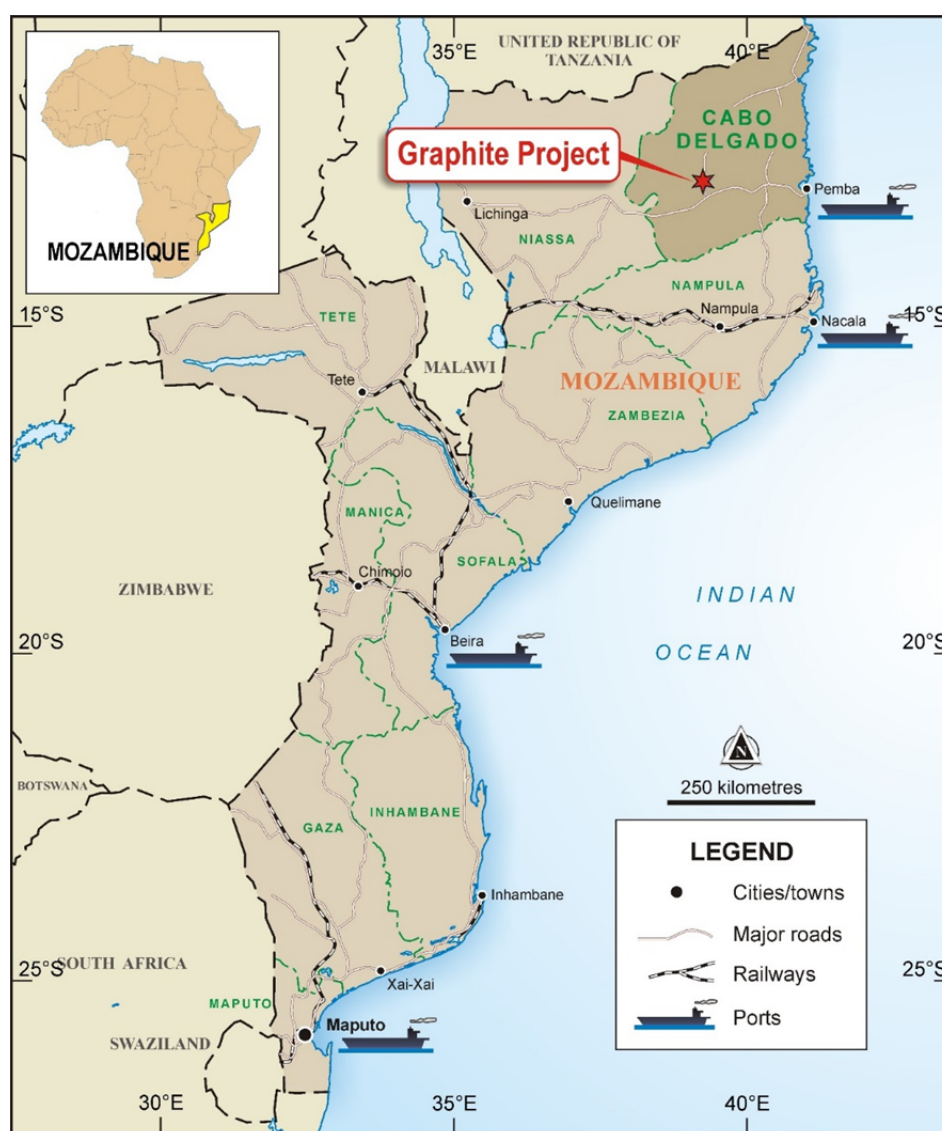 35°E
40°E
UNITED REPUBLIC OF
TANZANIA
CABO
DELGADO
Graphite Project
Pemba
Lichinga
NIASSA
MOZAMBIQUE
NAMPULA
Nampula
15°S
15°S
Nacala
TETE
MALAWI
Tete
MOZAMBIQUE
ZAMBEZIA
Quelimane
MANICA
SOFALA
Chimoio
ZIMBABWE
INDIAN
OCEAN
20°S
Beira
20°S
N
250 kilometres
BOTSWANA
GAZA
INHAMBANE
LEGEND
Cities/towns
Inhambane
Major roads
Railways
Ports
25°S
25°S
SOUTH AFRICA
Xai-Xai
MAPUTO
Maputo
SWAZILAND
30°E
35°E
40°E